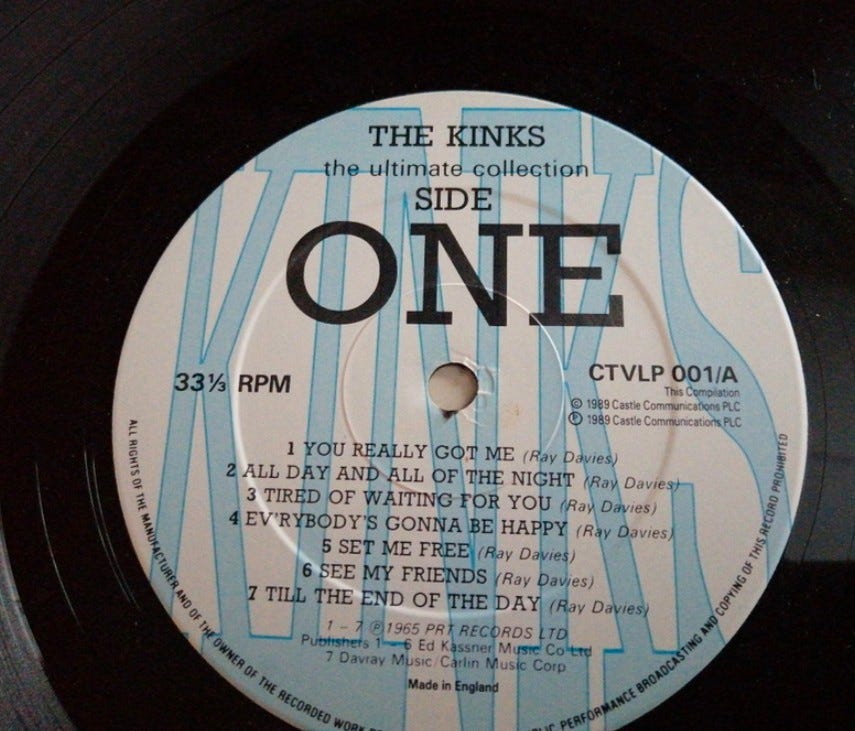 THE KINKS
the ultimate collection
SIDE
ONE
33⅓ RPM
CTVLP 001/A
This Compilation
© 1989 Castle Communications PLC
Ⓟ 1989 Castle Communications PLC
1 YOU REALLY GOT ME (Ray Davies)
2 ALL DAY AND ALL OF THE NIGHT (Ray Davies)
3 TIRED OF WAITING FOR YOU (Ray Davies)
4 EV'RYBODY'S GONNA BE HAPPY (Ray Davies)
5 SET ME FREE (Ray Davies)
6 SEE MY FRIENDS (Ray Davies)
7 TILL THE END OF THE DAY (Ray Davies)
1 – 7 Ⓟ 1965 PRT RECORDS LTD
Publishers 1 – 6 Ed Kassner Music Co Ltd
7 Davray Music/Carlin Music Corp
Made in England
ALL RIGHTS OF THE MANUFACTURER AND OF THE OWNER OF THE RECORDED
PERFORMANCE BROADCASTING AND COPYING OF THIS RECORD PROHIBITED
KINKS